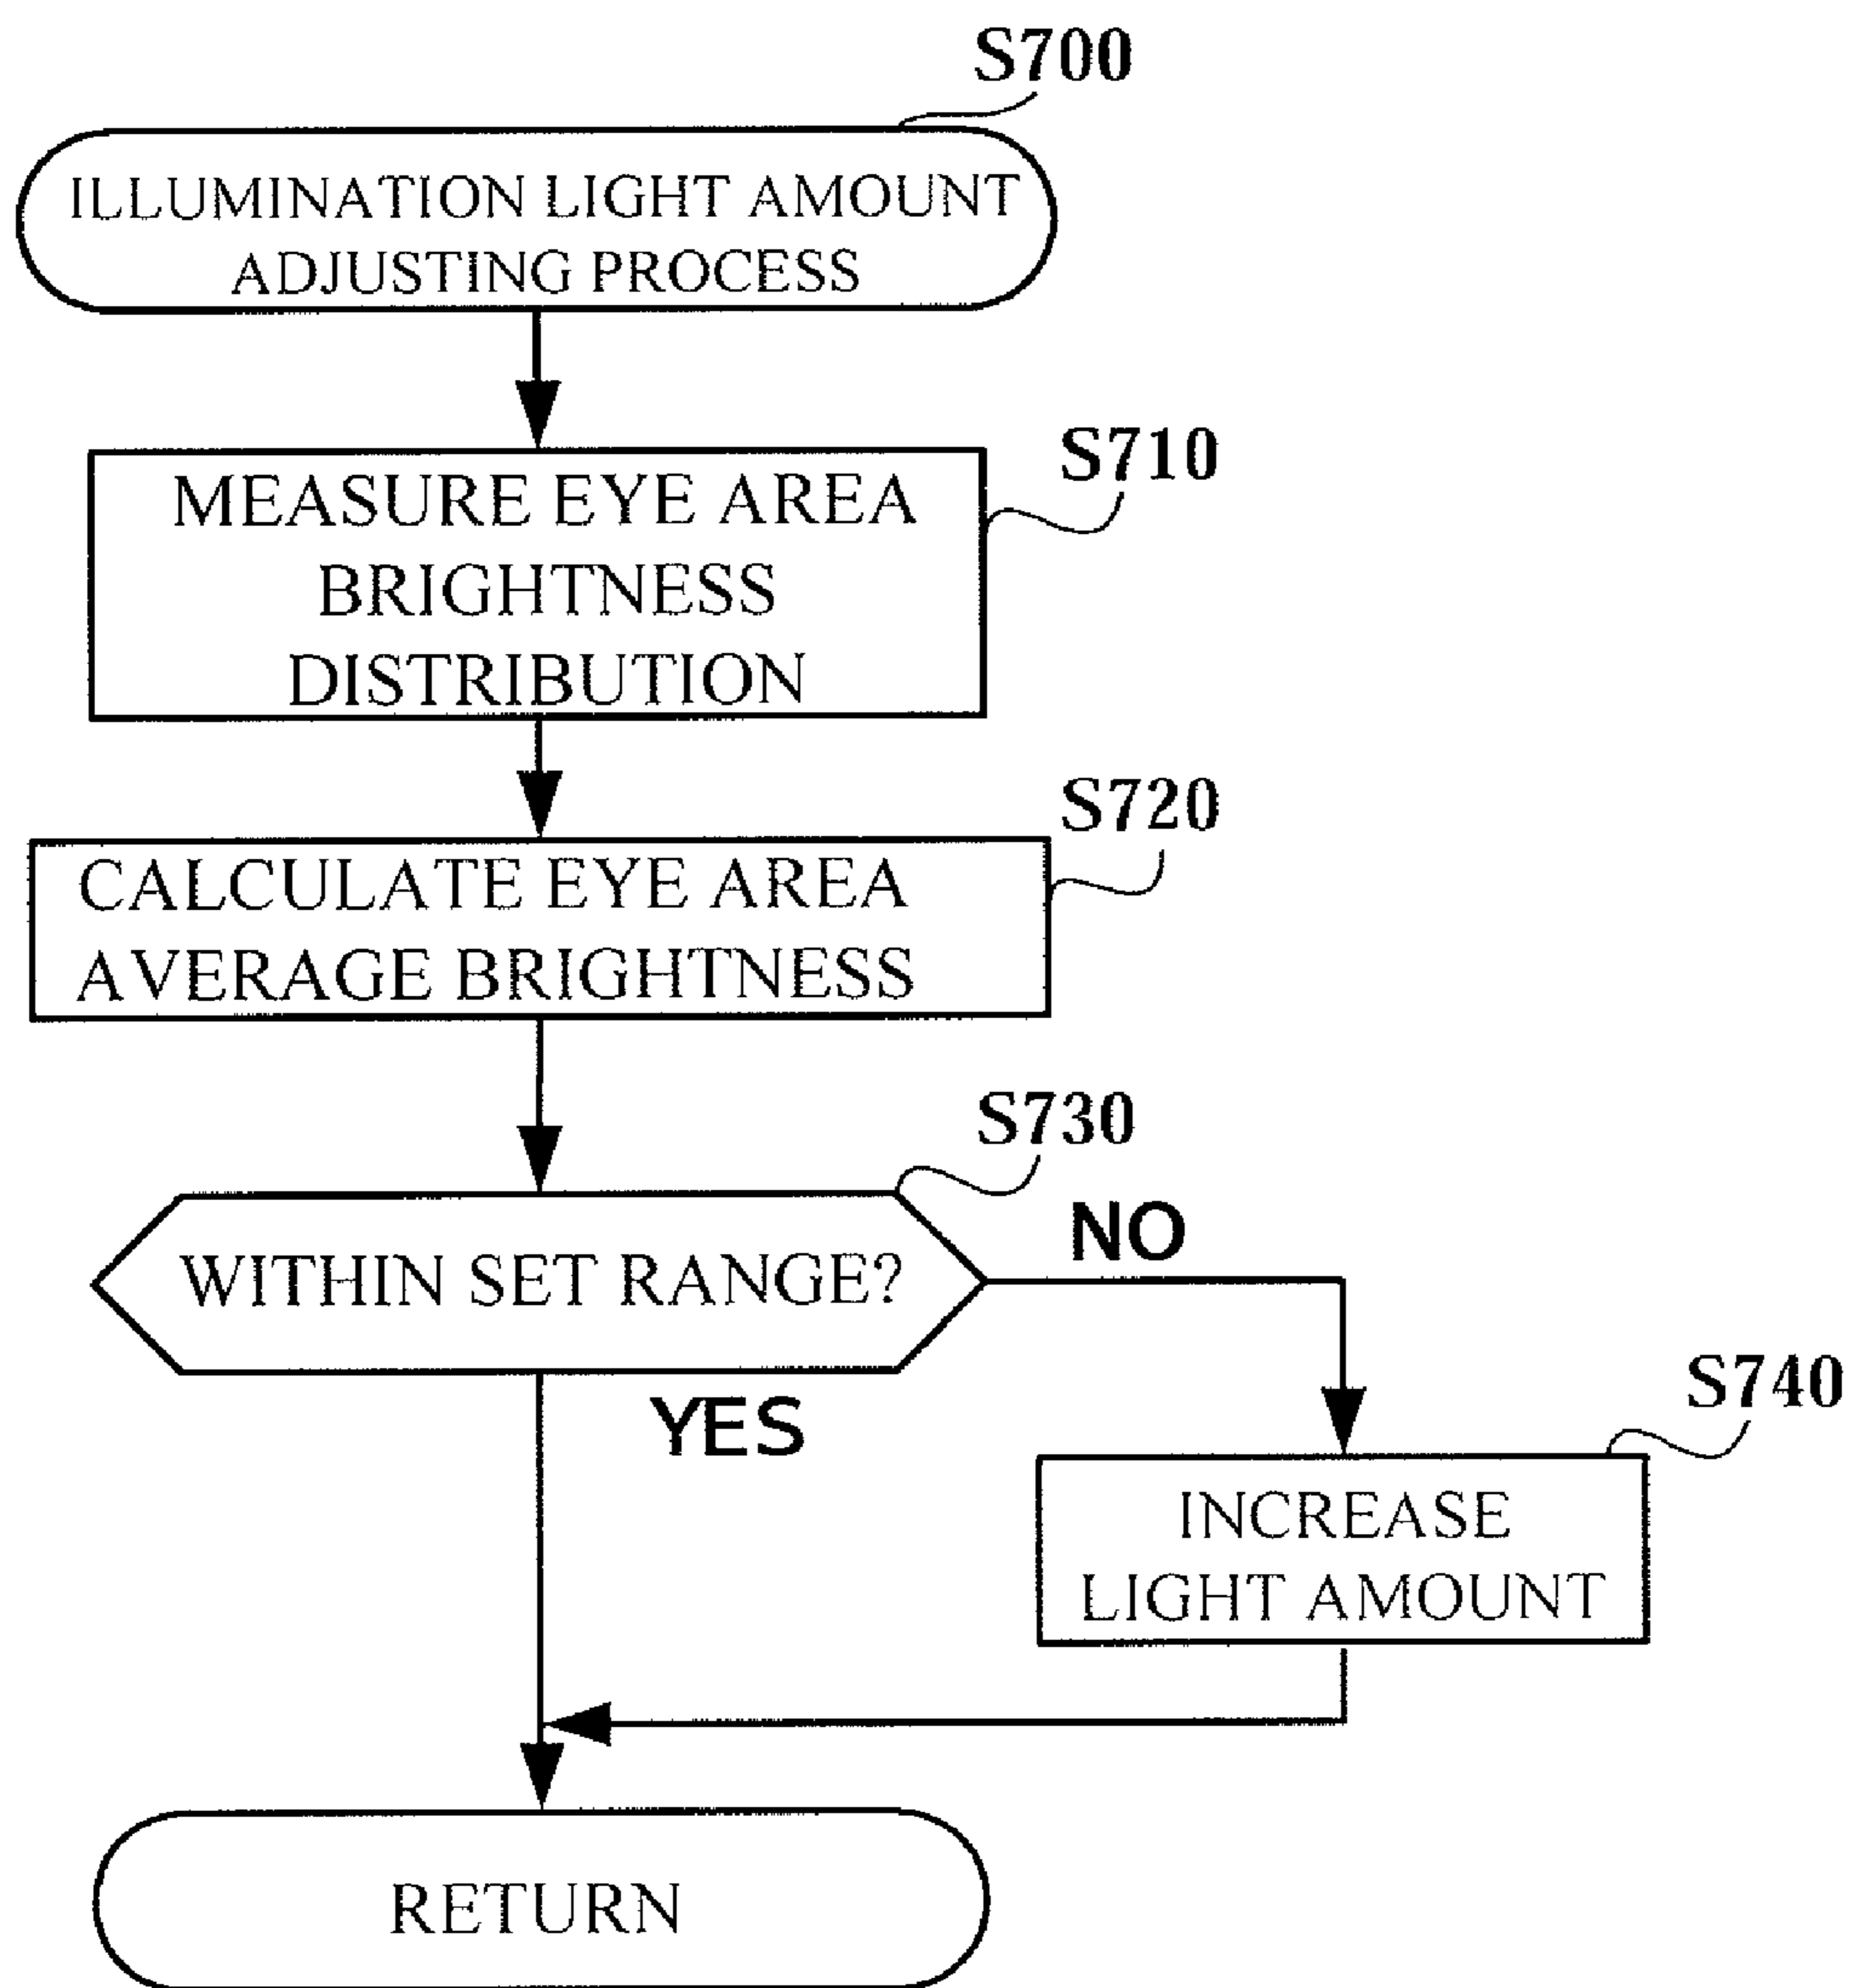 S700
ILLUMINATION LIGHT AMOUNT
ADJUSTING PROCESS
S710
MEASURE EYE AREA
BRIGHTNESS
DISTRIBUTION
S720
CALCULATE EYE AREA
AVERAGE BRIGHTNESS
S730
WITHIN SET RANGE?
NO
YES
S740
INCREASE
LIGHT AMOUNT
RETURN